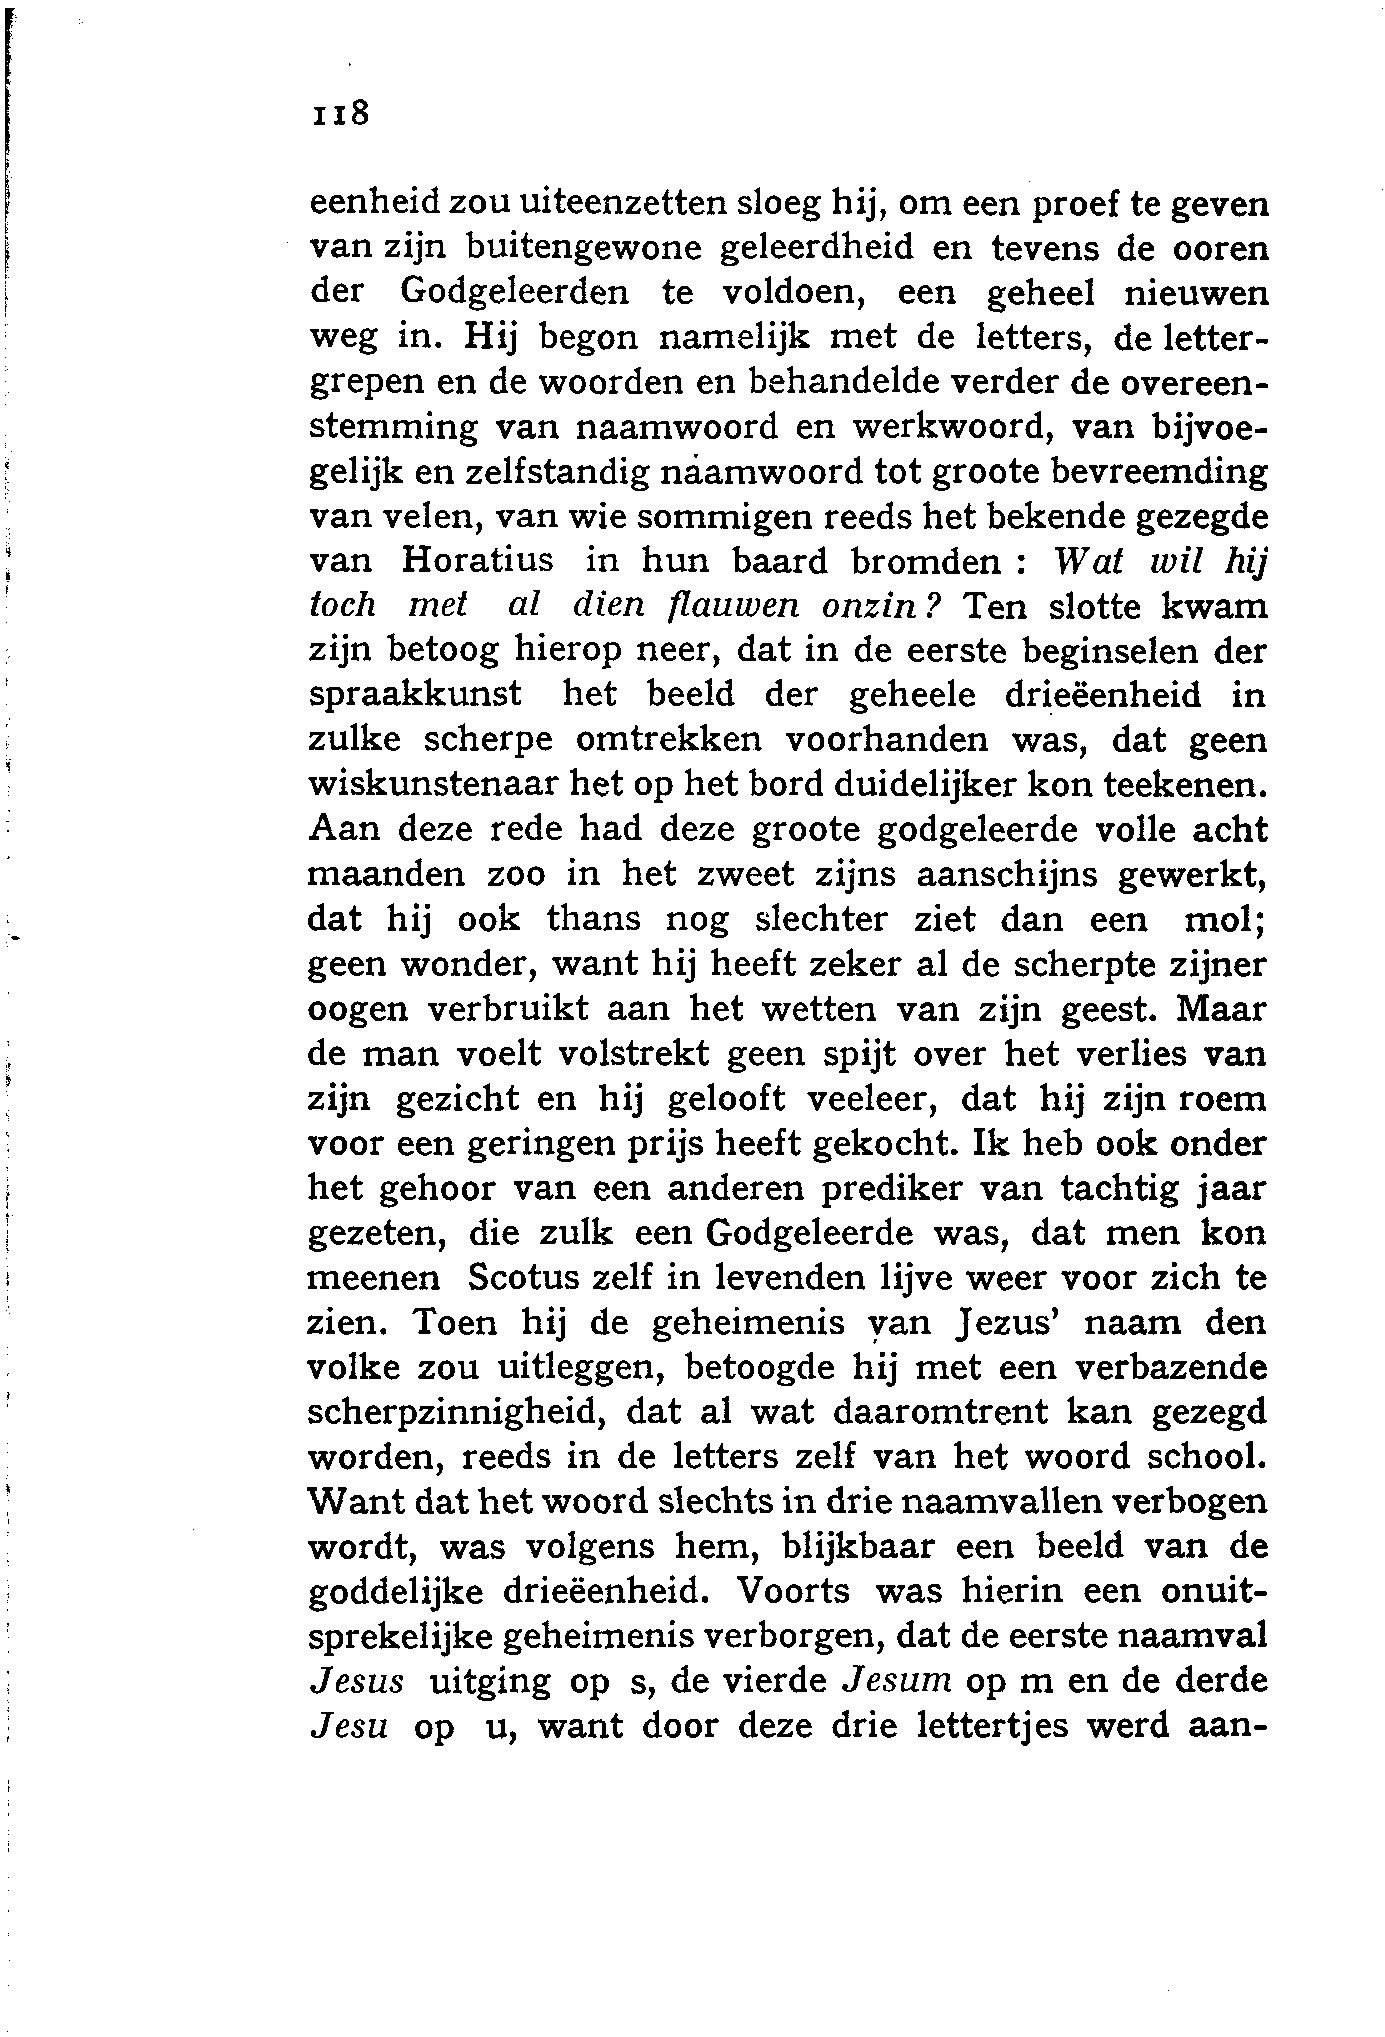 118
eenheid zou uiteenzetten sloeg hij, om een proef te geven
van zijn buitengewone geleerdheid en tevens de ooren
der Godgeleerden te voldoen, een geheel nieuwen
weg in. Hij begon namelijk met de letters, de letter-
grepen en de woorden en behandelde verder de overeen-
stemming van naamwoord en werkwoord, van bijvoe-
gelijk en zelfstandig naamwoord tot groote bevreemding
van velen, van wie sommigen reeds het bekende gezegde
van Horatius in hun baard bromden : Wat wil hij
toch met al dien flauwen onzin? Ten slotte kwam
zijn betoog hierop neer, dat in de eerste beginselen der
spraakkunst het beeld der geheele drieëenheid in
zulke scherpe omtrekken voorhanden was, dat geen
wiskunstenaar het op het bord duidelijker kon teekenen.
Aan deze rede had deze groote godgeleerde volle acht
maanden zoo in het zweet zijns aanschijns gewerkt,
dat hij ook thans nog slechter ziet dan een mol;
geen wonder, want hij heeft zeker al de scherpte zijner
oogen verbruikt aan het wetten van zijn geest. Maar
de man voelt volstrekt geen spijt over het verlies van
zijn gezicht en hij gelooft veeleer, dat hij zijn roem
voor een geringen prijs heeft gekocht. Ik heb ook onder
het gehoor van een anderen prediker van tachtig jaar
gezeten, die zulk een Godgeleerde was, dat men kon
meenen Scotus zelf in levenden lijve weer voor zich te
zien. Toen hij de geheimenis van Jezus' naam den
volke zou uitleggen, betoogde hij met een verbazende
scherpzinnigheid, dat al wat daaromtrent kan gezegd
worden, reeds in de letters zelf van het woord school.
Want dat het woord slechts in drie naamvallen verbogen
wordt, was volgens hem, blijkbaar een beeld van de
goddelijke drieëenheid. Voorts was hierin een onuit-
sprekelijke geheimenis verborgen, dat de eerste naamval
Jesus uitging op s, de vierde Jesum op m en de derde
Jesu op u, want door deze drie lettertjes werd aan-